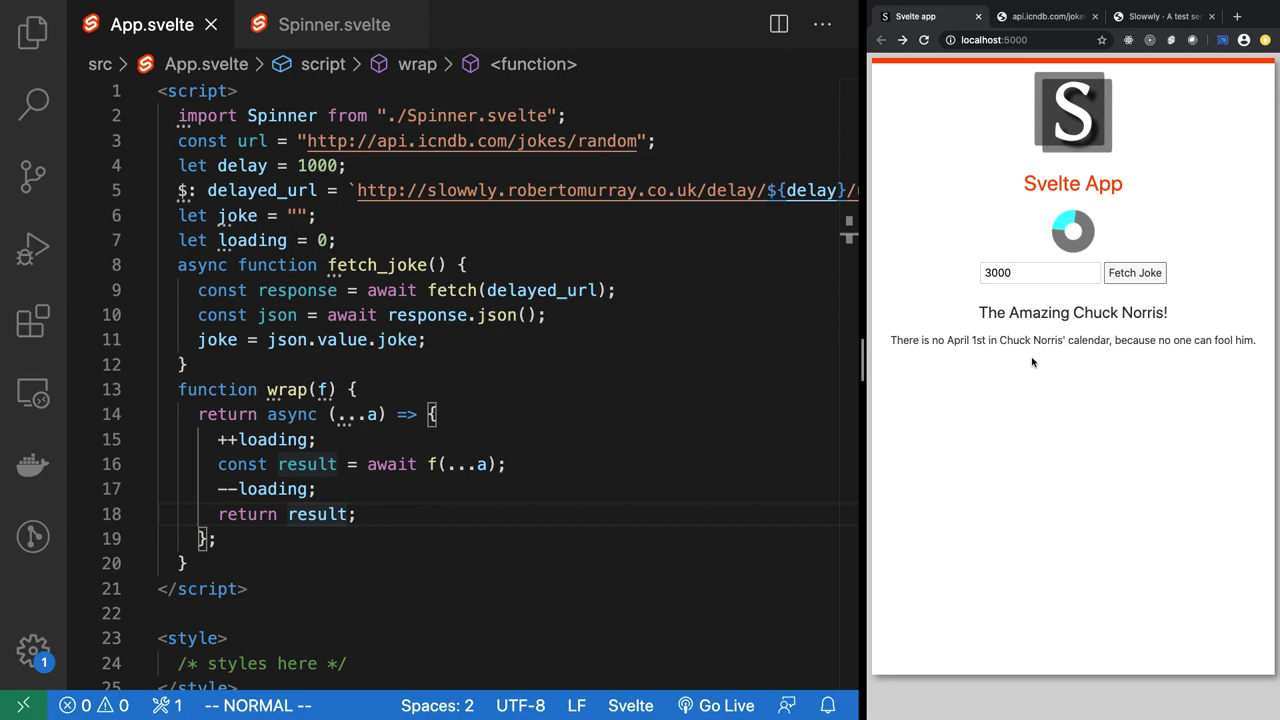 App.svelte
Spinner.svelte
src > App.svelte > script > wrap > <function>
1 <script>
2 import Spinner from "./Spinner.svelte";
3 const url = "http://api.icndb.com/jokes/random";
4 let delay = 1000;
5 $: delayed_url = `http://slowwly.robertomurray.co.uk/delay/${delay}/u
6 let joke = "";
7 let loading = 0;
8 async function fetch_joke() {
9 const response = await fetch(delayed_url);
10 const json = await response.json();
11 joke = json.value.joke;
12 }
13 function wrap(f) {
14 return async (...a) => {
15 ++loading;
16 const result = await f(...a);
17 --loading;
18 return result;
19 };
20 }
21 </script>
22
23 <style>
24 /* styles here */
25 </style>
1
0 0 1 -- NORMAL -- Spaces: 2 UTF-8 LF Svelte Go Live
Svelte app
api.icndb.com/joke
Slowwly - A test se
localhost:5000
S
Svelte App
3000 Fetch Joke
The Amazing Chuck Norris!
There is no April 1st in Chuck Norris' calendar, because no one can fool him.